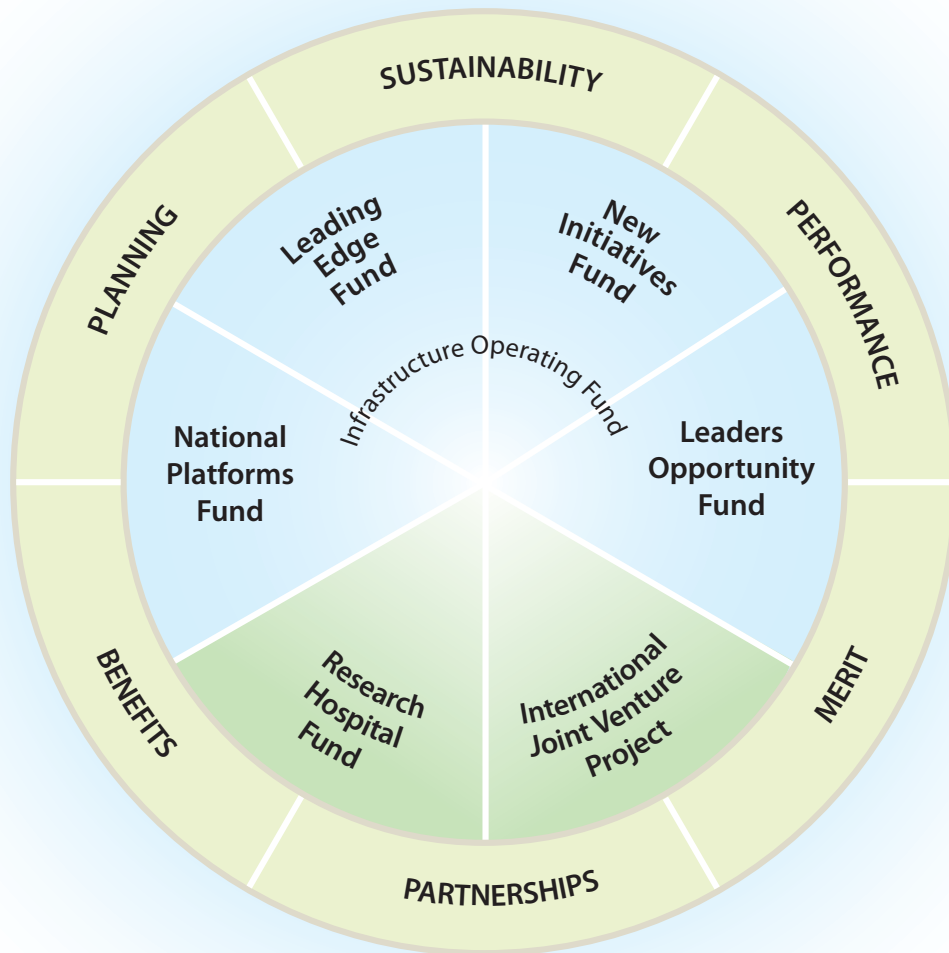 SUSTAINABILITY
PERFORMANCE
MERIT
PARTNERSHIPS
BENEFITS
PLANNING
Leading
Edge
Fund
New
Initiatives
Fund
Infrastructure Operating Fund
National
Platforms
Fund
Leaders
Opportunity
Fund
Research
Hospital
Fund
International
Joint Venture
Project